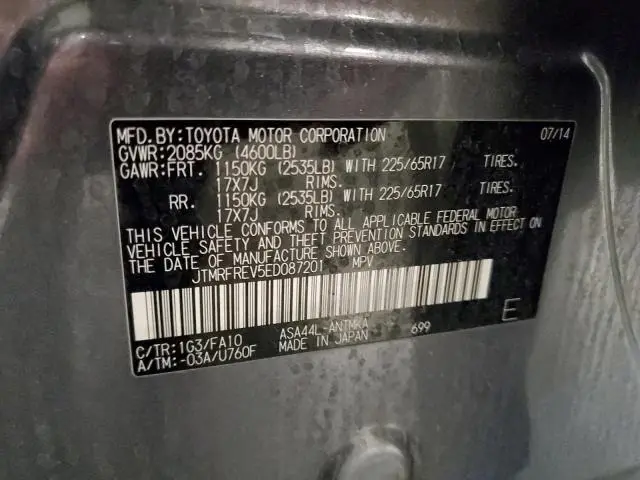 MFD.BY:TOYOTA MOTOR CORPORATION 07/14
GVWR:2085KG (4600LB)
GAWR:FRT. 1150KG (2535LB) WITH 225/65R17 TIRES.
17X7J RIMS.
RR. 1150KG (2535LB) WITH 225/65R17 TIRES.
17X7J RIMS.
THIS VEHICLE CONFORMS TO ALL APPLICABLE FEDERAL MOTOR
VEHICLE SAFETY AND THEFT PREVENTION STANDARDS IN EFFECT ON
THE DATE OF MANUFACTURE SHOWN ABOVE.
JTMRFREV5ED087201 MPV
C/TR:1G3/FA10 ASA44L-ANTMKA 699
A/TM:-03A/U760F MADE IN JAPAN
E